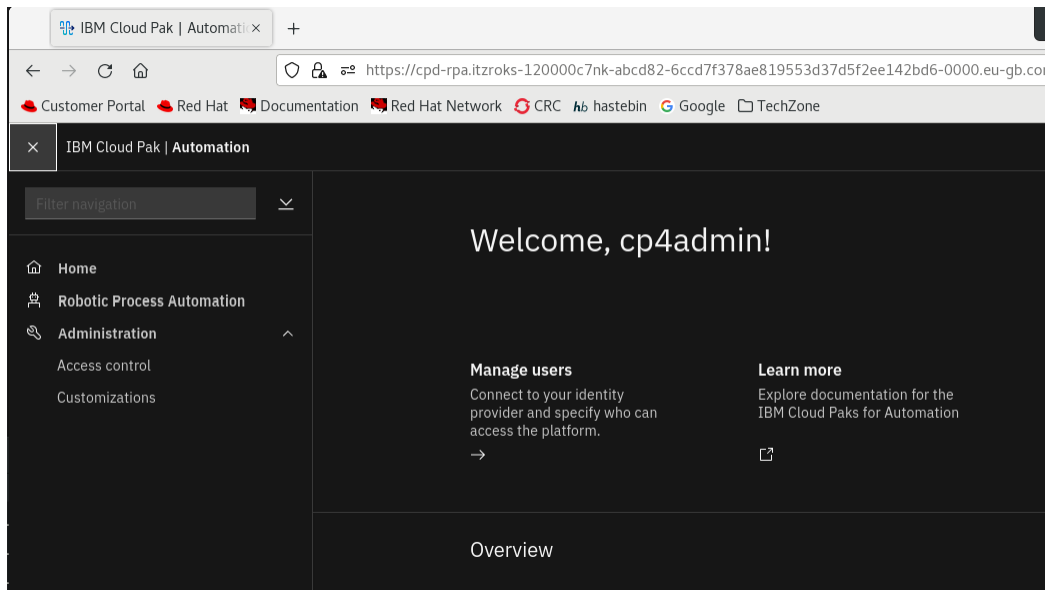 IBM Cloud Pak | Automatic
https://cpd-rpa.itzroks-120000c7nk-abcd82-6ccd7f378ae819553d37d5f2ee142bd6-0000.eu-gb.cor
Customer Portal Red Hat Documentation Red Hat Network CRC hb hastebin Google TechZone
IBM Cloud Pak | Automation
Filter navigation
Home
Robotic Process Automation
Administration
Access control
Customizations
Welcome, cp4admin!
Manage users
Connect to your identity
provider and specify who can
access the platform.
Learn more
Explore documentation for the
IBM Cloud Paks for Automation
Overview